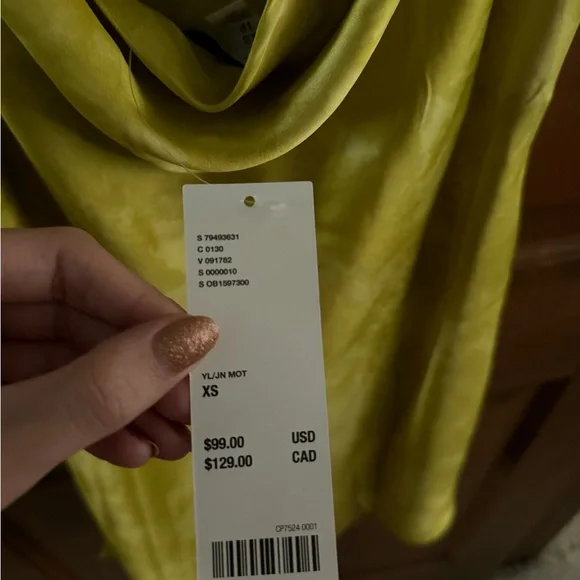 S 79493631
C 0130
V 091782
S 0000010
S OB1597300
YL/JN MOT
XS
$99.00 USD
$129.00 CAD
CP7524 0001